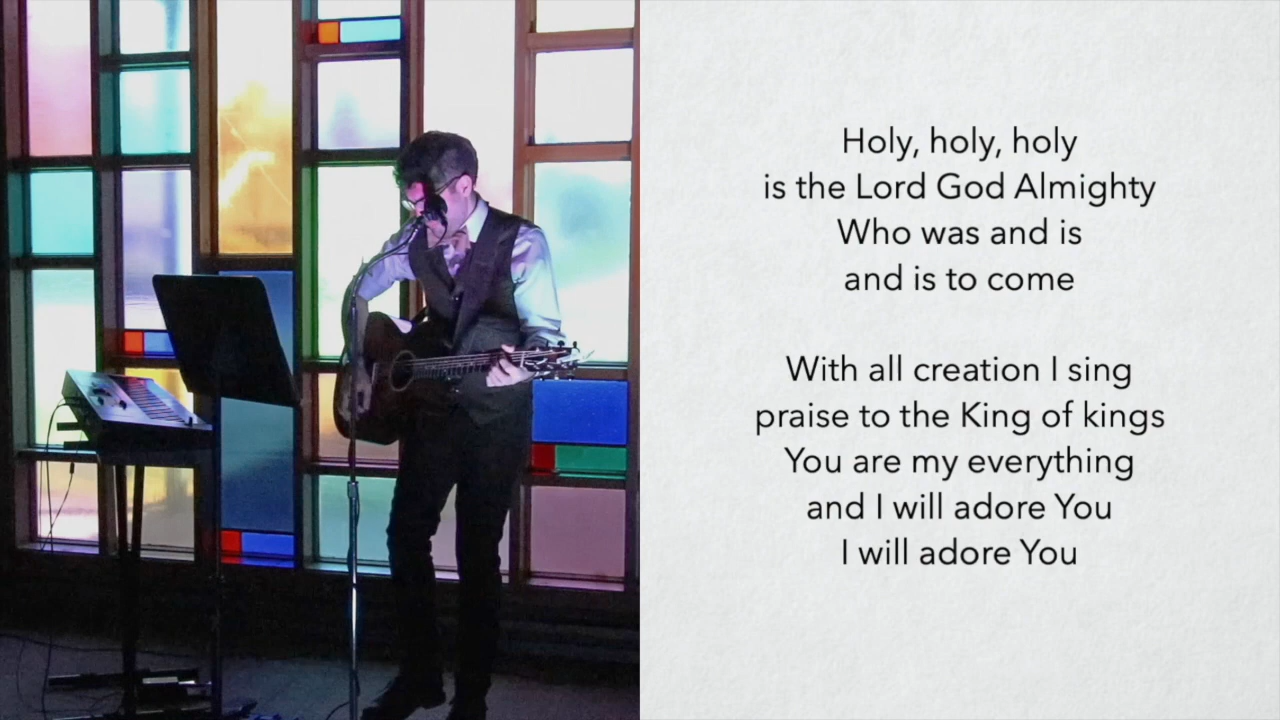 Holy, holy, holy
is the Lord God Almighty
Who was and is
and is to come
With all creation I sing
praise to the King of kings
You are my everything
and I will adore You
I will adore You